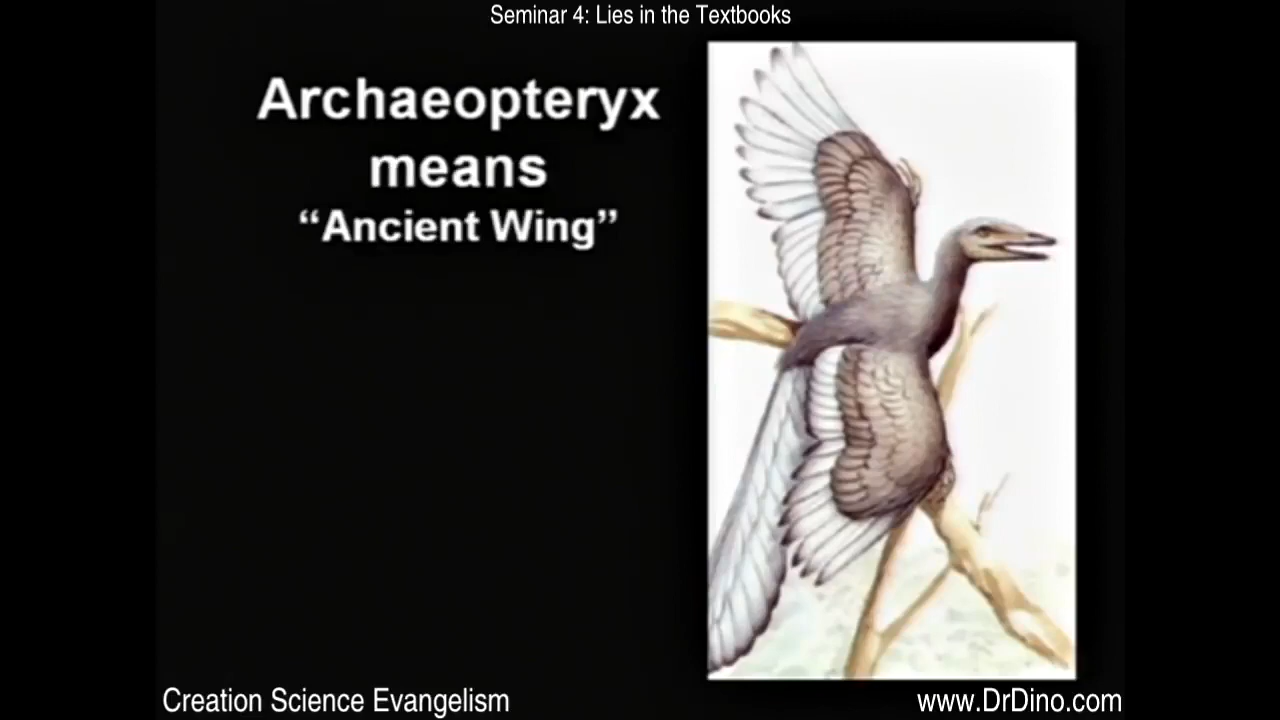 Seminar 4: Lies in the Textbooks
Archaeopteryx
means
“Ancient Wing”
Creation Science Evangelism
www.DrDino.com